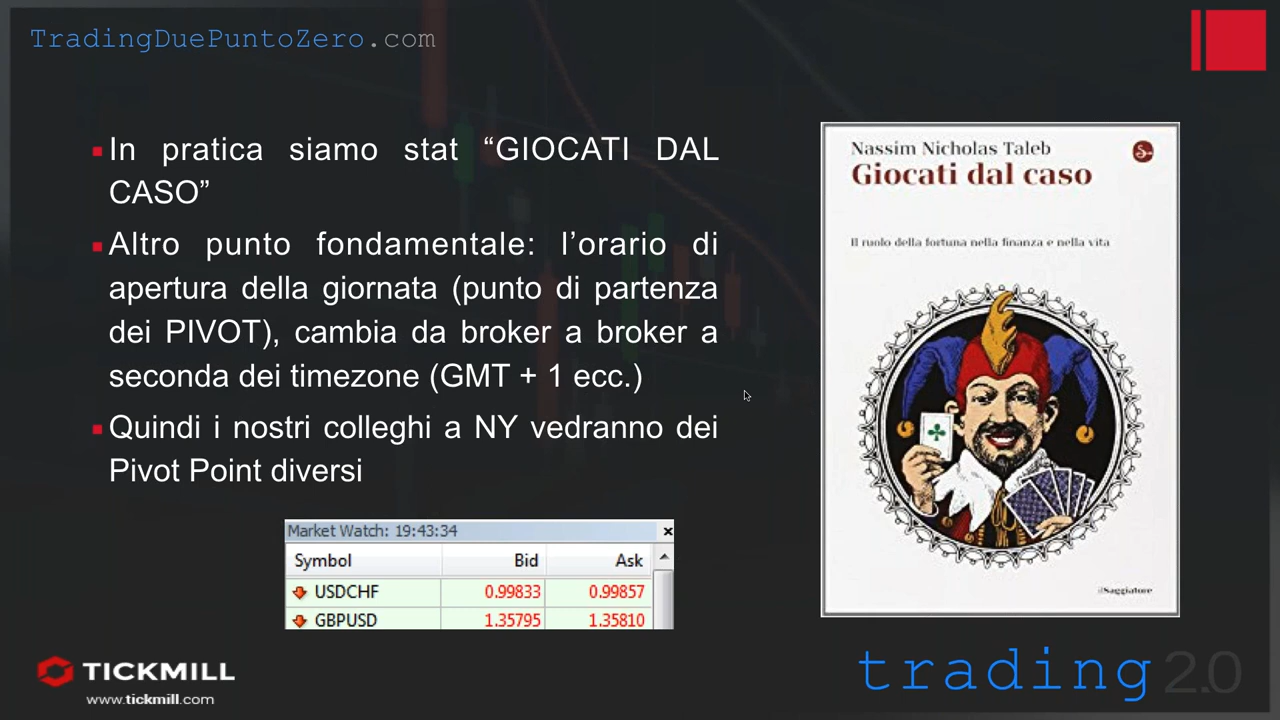 TradingDuePuntoZero.com
In pratica siamo stat “GIOCATI DAL
CASO”
Altro punto fondamentale: l’orario di
apertura della giornata (punto di partenza
dei PIVOT), cambia da broker a broker a
seconda dei timezone (GMT + 1 ecc.)
Quindi i nostri colleghi a NY vedranno dei
Pivot Point diversi
Nassim Nicholas Taleb
Giocati dal caso
Il ruolo della fortuna nella finanza e nella vita
ilSaggiatore
Market Watch: 19:43:34
Symbol Bid Ask
USDCHF 0.99833 0.99857
GBPUSD 1.35795 1.35810
TICKMILL
www.tickmill.com
trading 2.0